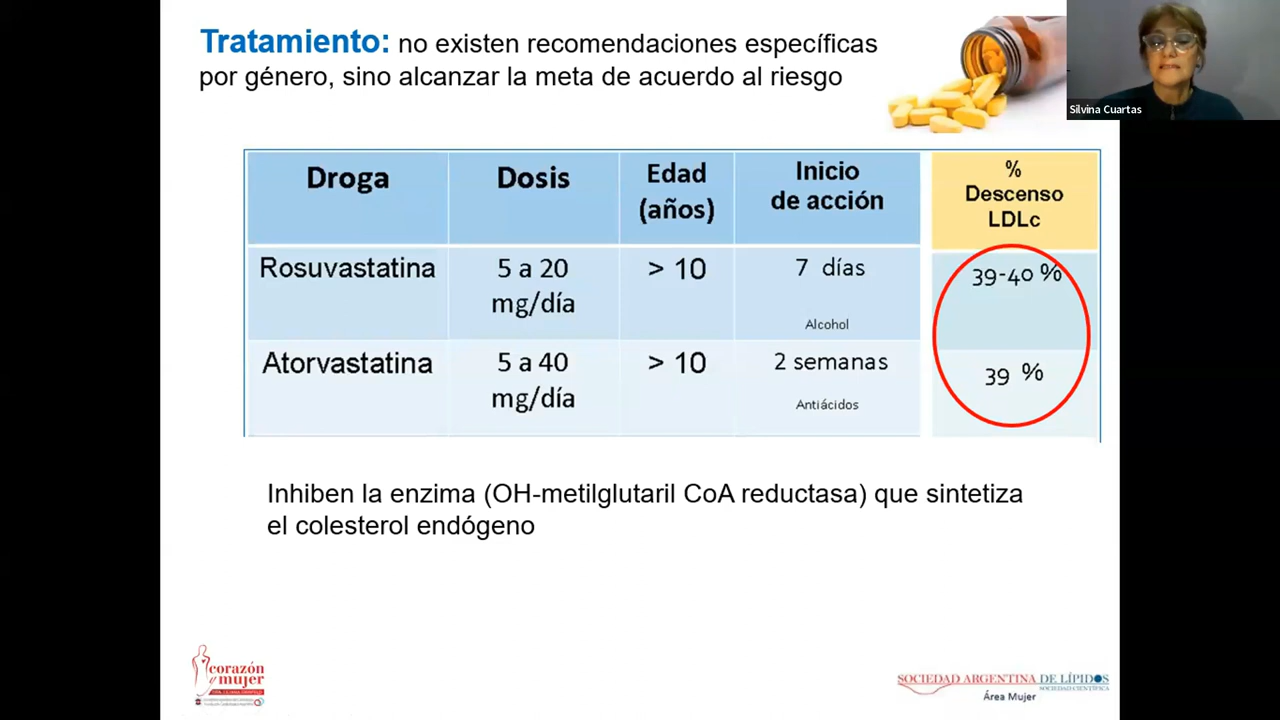 Tratamiento: no existen recomendaciones específicas
por género, sino alcanzar la meta de acuerdo al riesgo
Silvina Cuartas
Droga
Dosis
Edad
(años)
Inicio
de acción
%
Descenso
LDLc
Rosuvastatina
5 a 20
mg/día
> 10
7 días
Alcohol
39-40 %
Atorvastatina
5 a 40
mg/día
> 10
2 semanas
Antiácidos
39 %
Inhiben la enzima (OH-metilglutaril CoA reductasa) que sintetiza
el colesterol endógeno
corazón
y mujer
SOCIEDAD ARGENTINA DE LÍPIDOS
SOCIEDAD CIENTÍFICA
Área Mujer